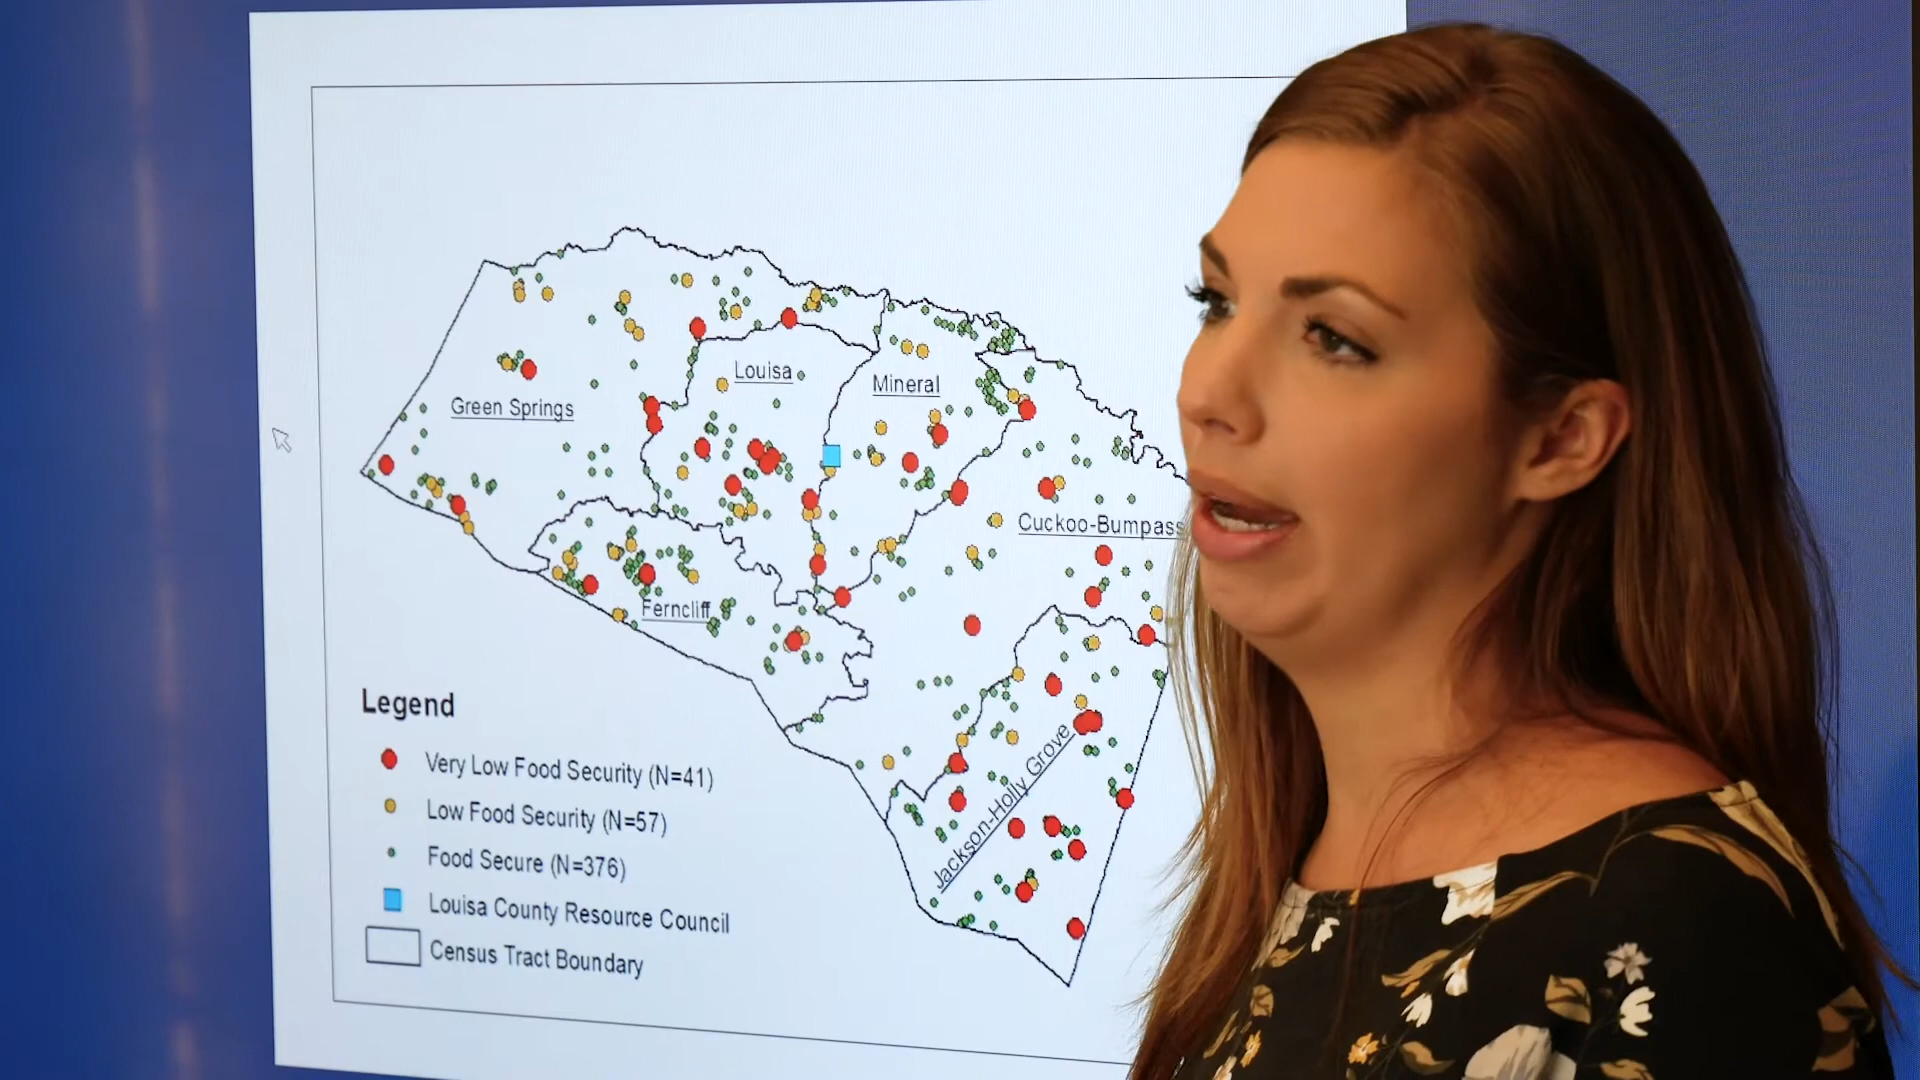 Louisa
Mineral
Green Springs
Cuckoo-Bumpass
Ferncliff
Jackson-Holly Grove
Legend
Very Low Food Security (N=41)
Low Food Security (N=57)
Food Secure (N=376)
Louisa County Resource Council
Census Tract Boundary